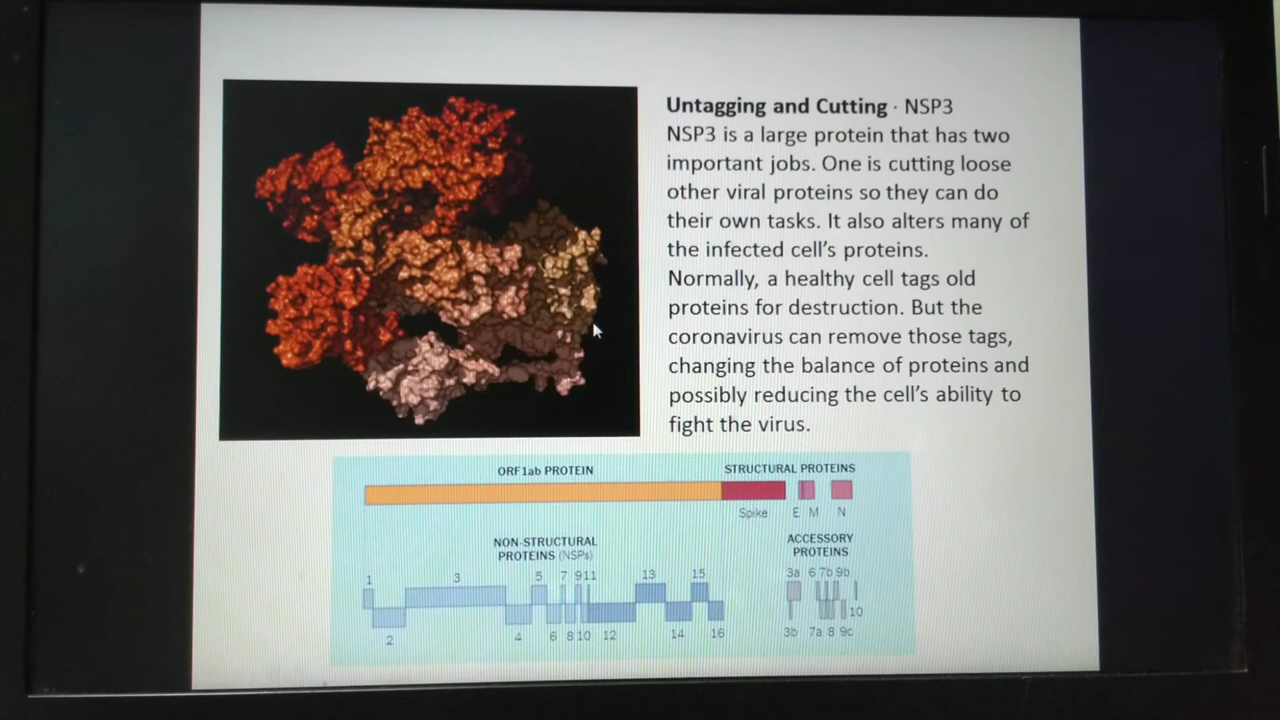 Untagging and Cutting · NSP3
NSP3 is a large protein that has two
important jobs. One is cutting loose
other viral proteins so they can do
their own tasks. It also alters many of
the infected cell’s proteins.
Normally, a healthy cell tags old
proteins for destruction. But the
coronavirus can remove those tags,
changing the balance of proteins and
possibly reducing the cell’s ability to
fight the virus.
ORF1ab PROTEIN
STRUCTURAL PROTEINS
Spike E M N
NON-STRUCTURAL
PROTEINS (NSPs)
1 3 5 7 9 11 13 15
2 4 6 8 10 12 14 16
ACCESSORY
PROTEINS
3a 6 7b 9b
10
3b 7a 8 9c